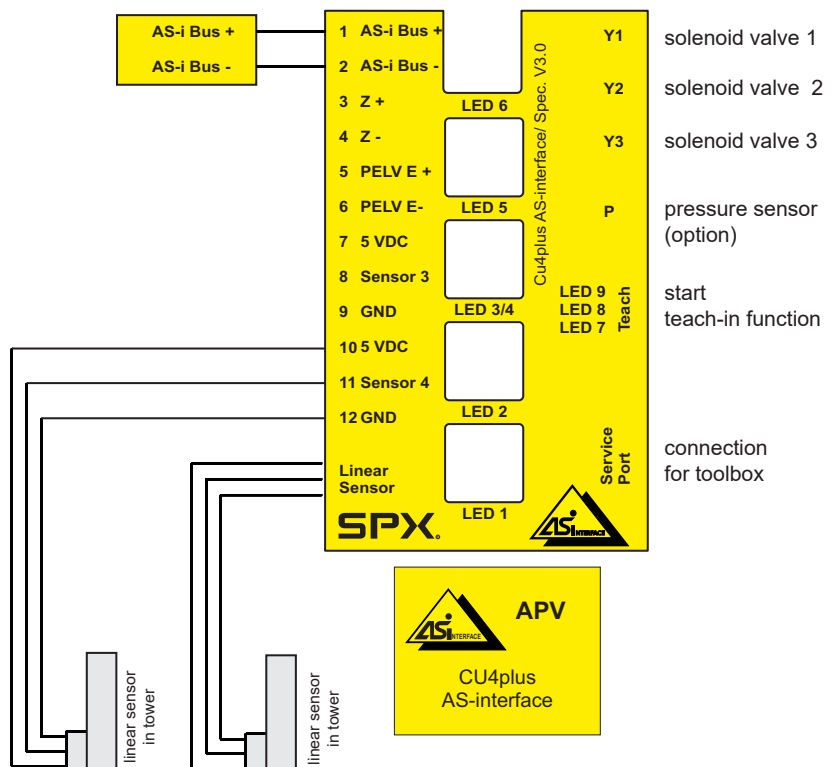 AS-i Bus +
AS-i Bus -
1 AS-i Bus +
2 AS-i Bus -
3 Z +
4 Z -
5 PELV E +
6 PELV E-
7 5 VDC
8 Sensor 3
9 GND
10 5 VDC
11 Sensor 4
12 GND
Linear
Sensor
SPX.
LED 6
LED 5
LED 3/4
LED 2
LED 1
Cu4plus AS-interface/ Spec. V3.0
Y1
Y2
Y3
P
LED 9
LED 8
LED 7
Teach
Service
Port
ASi INTERFACE
solenoid valve 1
solenoid valve 2
solenoid valve 3
pressure sensor
(option)
start
teach-in function
connection
for toolbox
ASi INTERFACE
APV
CU4plus
AS-interface
linear sensor
in tower
linear sensor
in tower